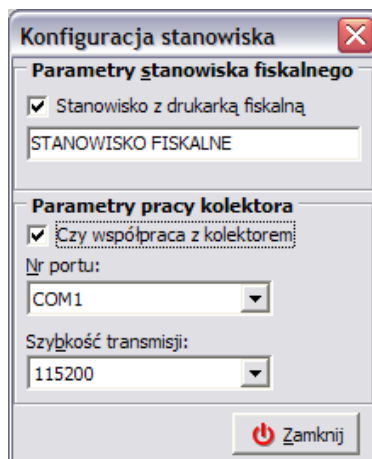 Konfiguracja stanowiska
Parametry stanowiska fiskalnego
Stanowisko z drukarką fiskalną
STANOWISKO FISKALNE
Parametry pracy kolektora
Czy współpraca z kolektorem
Nr portu:
COM1
Szybkość transmisji:
115200
Zamknij